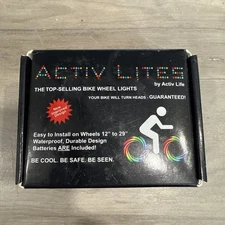 ACTIV LITES
by Activ Life
THE TOP-SELLING BIKE WHEEL LIGHTS
YOUR BIKE WILL TURN HEADS - GUARANTEED!
Easy to Install on Wheels 12" to 29"
Waterproof, Durable Design
Batteries ARE Included!
BE COOL. BE SAFE. BE SEEN.